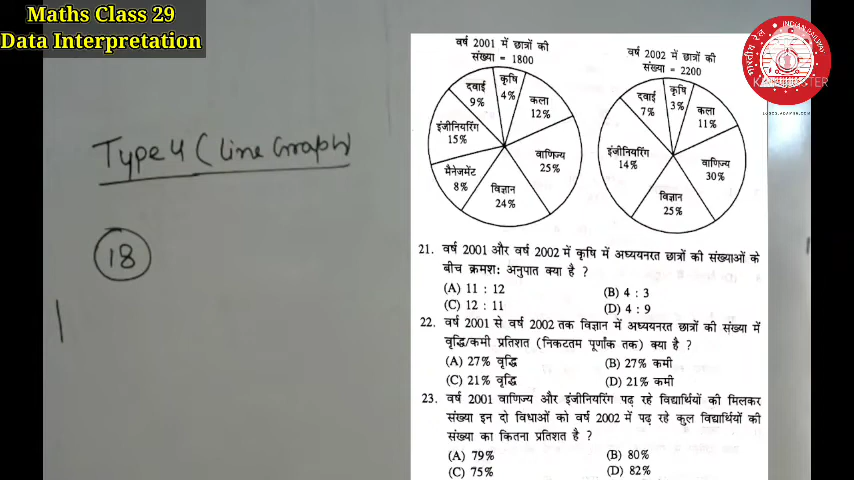 Maths Class 29
Data Interpretation
Type 4 (Line Graph)
18
वर्ष 2001 में छात्रों की
संख्या = 1800
कृषि
4%
कला
12%
वाणिज्य
25%
विज्ञान
24%
मैनेजमेंट
8%
इंजीनियरिंग
15%
दवाई
9%
वर्ष 2002 में छात्रों की
संख्या = 2200
कृषि
3%
कला
11%
वाणिज्य
30%
विज्ञान
25%
इंजीनियरिंग
14%
दवाई
7%
21. वर्ष 2001 और वर्ष 2002 में कृषि में अध्ययनरत छात्रों की संख्याओं के
बीच क्रमशः अनुपात क्या है ?
(A) 11 : 12 (B) 4 : 3
(C) 12 : 11 (D) 4 : 9
22. वर्ष 2001 से वर्ष 2002 तक विज्ञान में अध्ययनरत छात्रों की संख्या में
वृद्धि/कमी प्रतिशत (निकटतम पूर्णांक तक) क्या है ?
(A) 27% वृद्धि (B) 27% कमी
(C) 21% वृद्धि (D) 21% कमी
23. वर्ष 2001 वाणिज्य और इंजीनियरिंग पढ़ रहे विद्यार्थियों की मिलकर
संख्या इन दो विधाओं को वर्ष 2002 में पढ़ रहे कुल विद्यार्थियों की
संख्या का कितना प्रतिशत है ?
(A) 79% (B) 80%
(C) 75% (D) 82%
भारतीय रेल
INDIAN RAILWAY